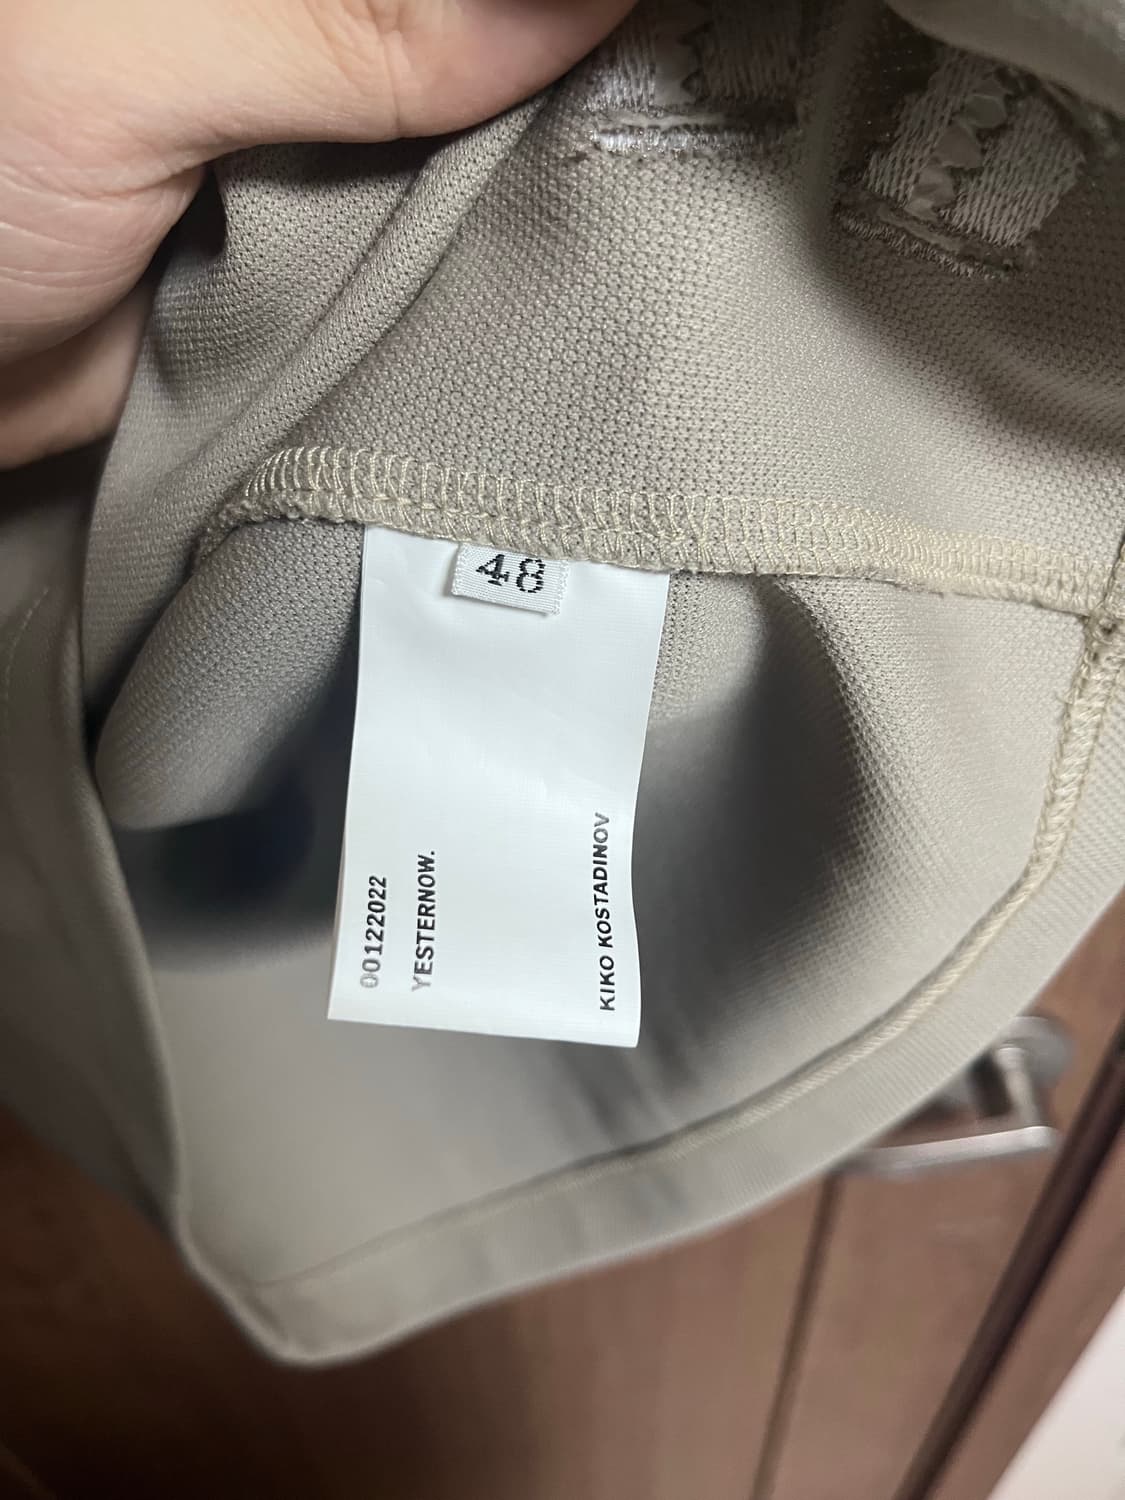 48
00122022
YESTERNOW.
KIKO KOSTADINOV